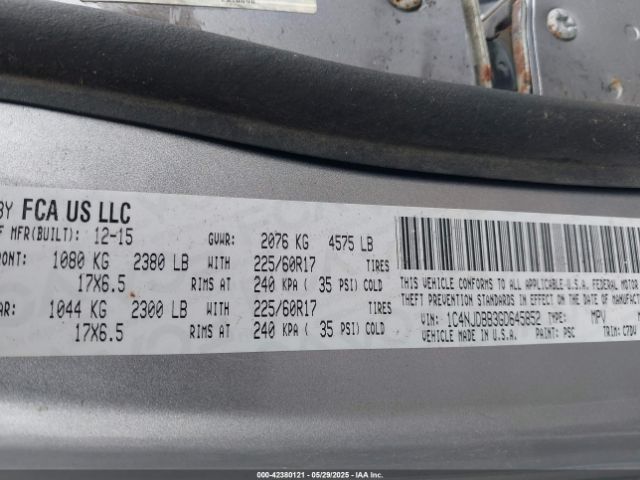 BY FCA US LLC
F MFR(BUILT): 12-15 GVWR: 2076 KG 4575 LB
RONT: 1080 KG 2380 LB WITH 225/60R17 TIRES
17X6.5 RIMS AT 240 KPA ( 35 PSI) COLD
AR: 1044 KG 2300 LB WITH 225/60R17 TIRES
17X6.5 RIMS AT 240 KPA ( 35 PSI) COLD
THIS VEHICLE CONFORMS TO ALL APPLICABLE U.S.A. FEDERAL MOTOR
THEFT PREVENTION STANDARDS IN EFFECT ON THE DATE OF MANUFACTURE
VIN: 1C4NJDBB3GD645852 TYPE: MPV
VEHICLE MADE IN U.S.A. PAINT: PSC TRIM: C7DV
000-42380121 - 05/29/2025 - IAAI.COM